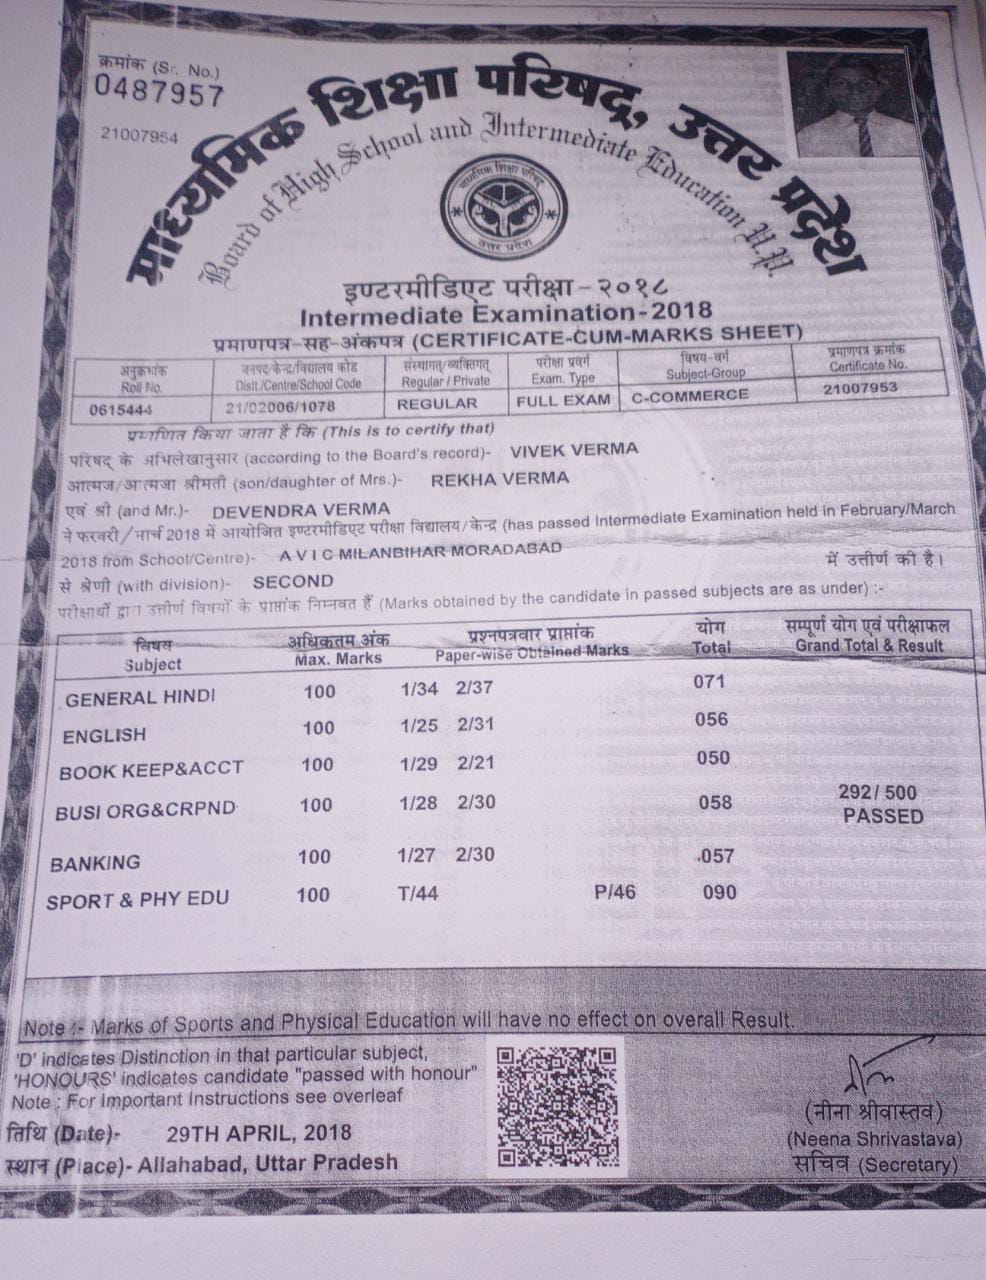 क्रमांक (Sr. No.)
0487957
21007954
माध्यमिक शिक्षा परिषद्, उत्तर प्रदेश
Board of High School and Intermediate Education U.P.
माध्यमिक शिक्षा परिषद्
उत्तर प्रदेश
इण्टरमीडिएट परीक्षा - २०१८
Intermediate Examination-2018
प्रमाणपत्र-सह-अंकपत्र (CERTIFICATE-CUM-MARKS SHEET)
अनुक्रमांक जनपद/केन्द्र/विद्यालय कोड संस्थागत/व्यक्तिगत परीक्षा प्रवर्ग विषय-वर्ग प्रमाणपत्र क्रमांक
Roll No. Distt./Centre/School Code Regular / Private Exam. Type Subject-Group Certificate No.
0615444 21/02006/1078 REGULAR FULL EXAM C-COMMERCE 21007953
प्रमाणित किया जाता है कि (This is to certify that)
परिषद् के अभिलेखानुसार (according to the Board's record)- VIVEK VERMA
आत्मज/आत्मजा श्रीमती (son/daughter of Mrs.)- REKHA VERMA
एवं श्री (and Mr.)- DEVENDRA VERMA
ने फरवरी/मार्च 2018 में आयोजित इण्टरमीडिएट परीक्षा विद्यालय/केन्द्र (has passed Intermediate Examination held in February/March
2018 from School/Centre)- A V I C MILANBIHAR MORADABAD में उत्तीर्ण की है।
से श्रेणी (with division)- SECOND
परीक्षार्थी द्वारा उत्तीर्ण विषयों के प्राप्तांक निम्नवत हैं (Marks obtained by the candidate in passed subjects are as under) :-
विषय अधिकतम अंक प्रश्नपत्रवार प्राप्तांक योग सम्पूर्ण योग एवं परीक्षाफल
Subject Max. Marks Paper-wise Obtained Marks Total Grand Total & Result
GENERAL HINDI 100 1/34 2/37 071
ENGLISH 100 1/25 2/31 056
BOOK KEEP&ACCT 100 1/29 2/21 050
BUSI ORG&CRPND 100 1/28 2/30 058 292/ 500
PASSED
BANKING 100 1/27 2/30 057
SPORT & PHY EDU 100 T/44 P/46 090
Note :- Marks of Sports and Physical Education will have no effect on overall Result.
'D' indicates Distinction in that particular subject,
'HONOURS' indicates candidate "passed with honour"
Note : For Important Instructions see overleaf
तिथि (Date)- 29TH APRIL, 2018
स्थान (Place)- Allahabad, Uttar Pradesh
(नीना श्रीवास्तव)
(Neena Shrivastava)
सचिव (Secretary)